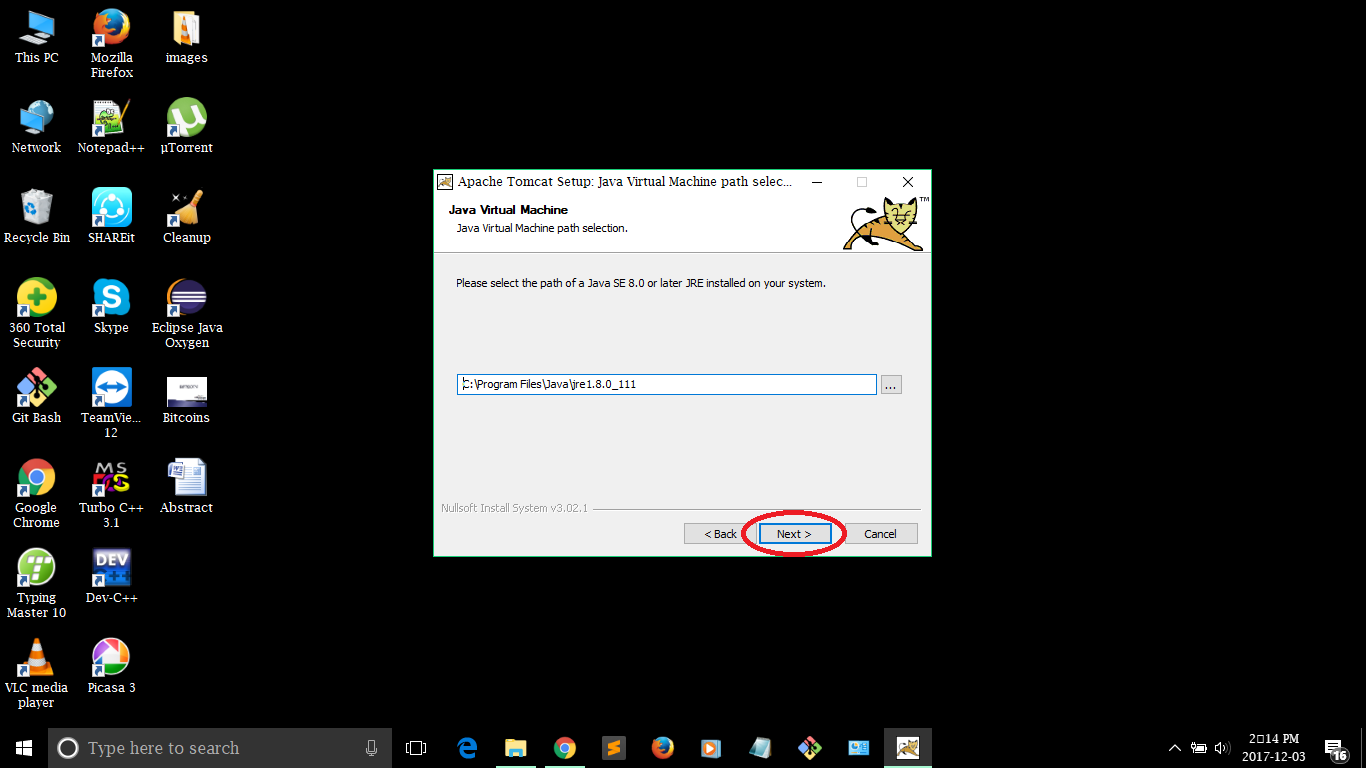 This PC
Mozilla
Firefox
images
Network
Notepad++
µTorrent
Recycle Bin
SHAREit
Cleanup
360 Total
Security
Skype
Eclipse Java
Oxygen
Git Bash
TeamVie...
12
Bitcoins
Google
Chrome
MS
Turbo C++
3.1
Abstract
Typing
Master 10
DEV
Dev-C++
VLC media
player
Picasa 3
Apache Tomcat Setup: Java Virtual Machine path selec...
Java Virtual Machine
TM
Java Virtual Machine path selection.
Please select the path of a Java SE 8.0 or later JRE installed on your system.
C:\Program Files\Java\jre1.8.0_111
...
Nullsoft Install System v3.02.1
< Back
Next >
Cancel
Type here to search
2□14 PM
2017-12-03
16